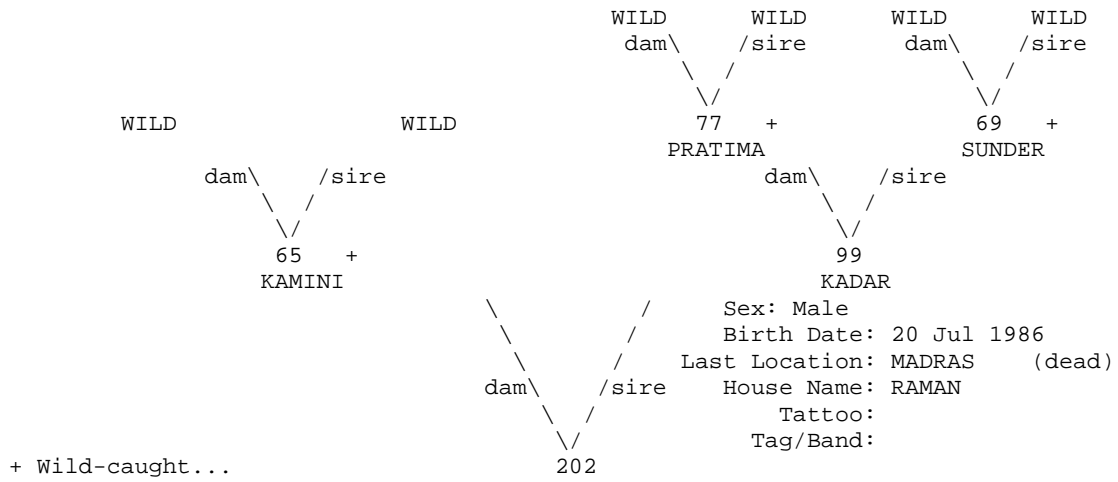 WILD WILD WILD WILD
dam\ /sire dam\ /sire
\ / \ /
\/ \/
WILD WILD 77 + 69 +
PRATIMA SUNDER
dam\ /sire dam\ /sire
\ / \ /
\/ \/
65 + 99
KAMINI KADAR
\ / Sex: Male
\ / Birth Date: 20 Jul 1986
\ / Last Location: MADRAS (dead)
dam\ /sire House Name: RAMAN
\ / Tattoo:
\/ Tag/Band:
+ Wild-caught... 202